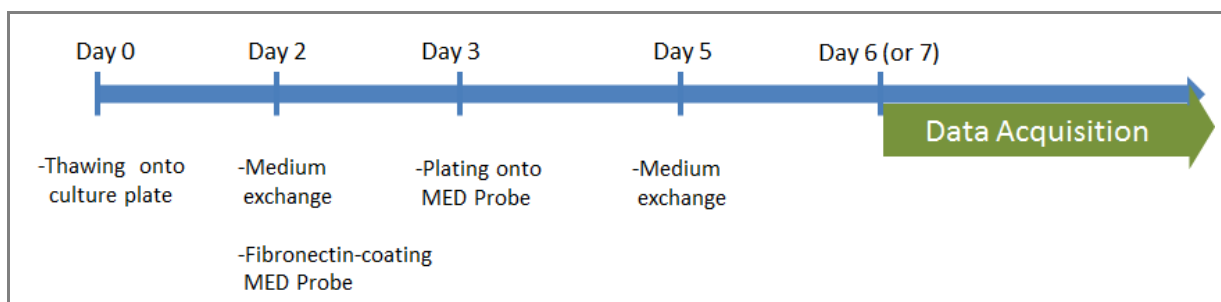 Day 0
Day 2
Day 3
Day 5
Day 6 (or 7)
Data Acquisition
-Thawing onto
culture plate
-Medium
exchange
-Fibronectin-coating
MED Probe
-Plating onto
MED Probe
-Medium
exchange